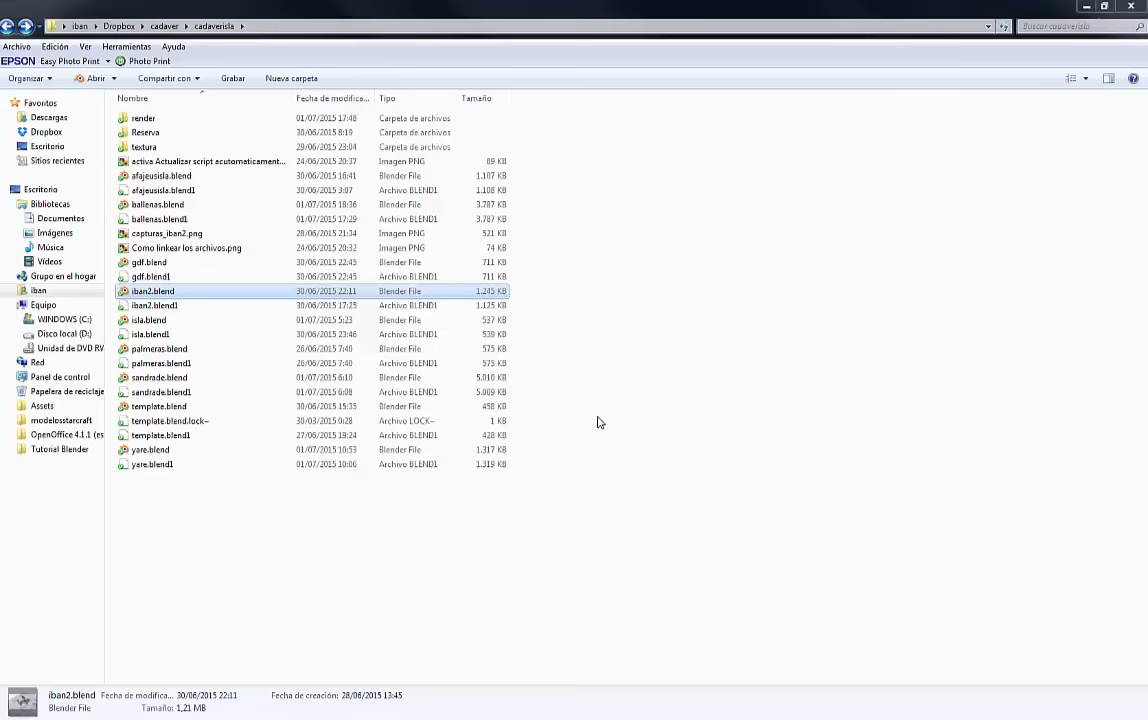 iban ▸ Dropbox ▸ cadaver ▸ cadaverisla ▸ Buscar cadaverisla
Archivo Edición Ver Herramientas Ayuda
EPSON Easy Photo Print Photo Print
Organizar Abrir Compartir con Grabar Nueva carpeta
Favoritos
Descargas
Dropbox
Escritorio
Sitios recientes
Escritorio
Bibliotecas
Documentos
Imágenes
Música
Vídeos
Grupo en el hogar
iban
Equipo
WINDOWS (C:)
Disco local (D:)
Unidad de DVD RW
Red
Panel de control
Papelera de reciclaje
Assets
modelosstarcraft
OpenOffice 4.1.1 (es
Tutorial Blender
Nombre Fecha de modifica... Tipo Tamaño
render 01/07/2015 17:48 Carpeta de archivos
Reserva 30/06/2015 8:19 Carpeta de archivos
textura 29/06/2015 23:04 Carpeta de archivos
activa Actualizar script acutomaticament... 24/06/2015 20:37 Imagen PNG 89 KB
afajeusisla.blend 30/06/2015 16:41 Blender File 1.107 KB
afajeusisla.blend1 30/06/2015 3:07 Archivo BLEND1 1.108 KB
ballenas.blend 01/07/2015 18:36 Blender File 3.787 KB
ballenas.blend1 01/07/2015 17:29 Archivo BLEND1 3.787 KB
capturas_iban2.png 28/06/2015 21:34 Imagen PNG 521 KB
Como linkear los archivos.png 24/06/2015 20:32 Imagen PNG 74 KB
gdf.blend 30/06/2015 22:45 Blender File 711 KB
gdf.blend1 30/06/2015 22:45 Archivo BLEND1 711 KB
iban2.blend 30/06/2015 22:11 Blender File 1.245 KB
iban2.blend1 30/06/2015 17:25 Archivo BLEND1 1.125 KB
isla.blend 01/07/2015 5:23 Blender File 537 KB
isla.blend1 30/06/2015 23:46 Archivo BLEND1 539 KB
palmeras.blend 26/06/2015 7:40 Blender File 575 KB
palmeras.blend1 26/06/2015 7:40 Archivo BLEND1 575 KB
sandrade.blend 01/07/2015 6:10 Blender File 5.010 KB
sandrade.blend1 01/07/2015 6:08 Archivo BLEND1 5.009 KB
template.blend 30/06/2015 15:35 Blender File 458 KB
template.blend.lock~ 30/03/2015 0:28 Archivo LOCK~ 1 KB
template.blend1 27/06/2015 19:24 Archivo BLEND1 428 KB
yare.blend 01/07/2015 10:53 Blender File 1.317 KB
yare.blend1 01/07/2015 10:06 Archivo BLEND1 1.319 KB
iban2.blend Fecha de modifica... 30/06/2015 22:11 Fecha de creación: 28/06/2015 13:45
Blender File Tamaño: 1,21 MB